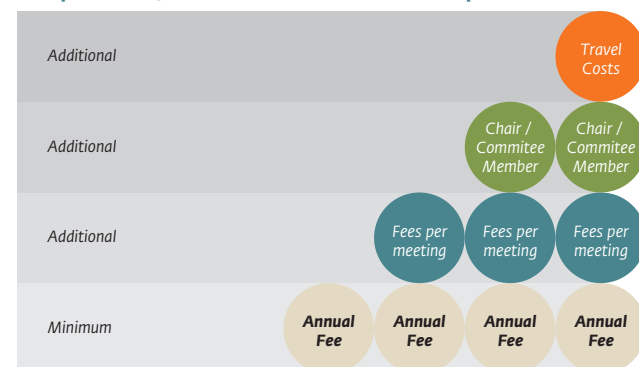 Additional
Travel
Costs
Additional
Chair /
Commitee
Member
Chair /
Commitee
Member
Additional
Fees per
meeting
Fees per
meeting
Fees per
meeting
Minimum
Annual
Fee
Annual
Fee
Annual
Fee
Annual
Fee